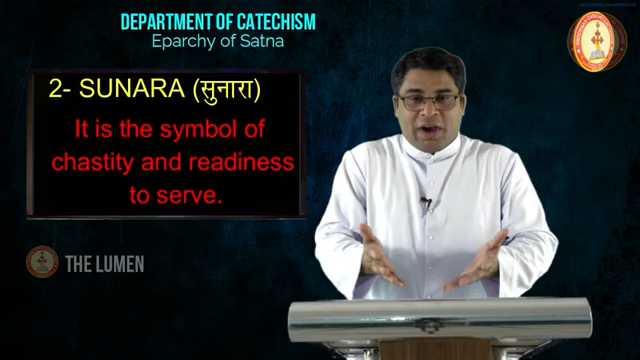 DEPARTMENT OF CATECHISM
Eparchy of Satna
2- SUNARA (सुनारा)
It is the symbol of
chastity and readiness
to serve.
THE LUMEN